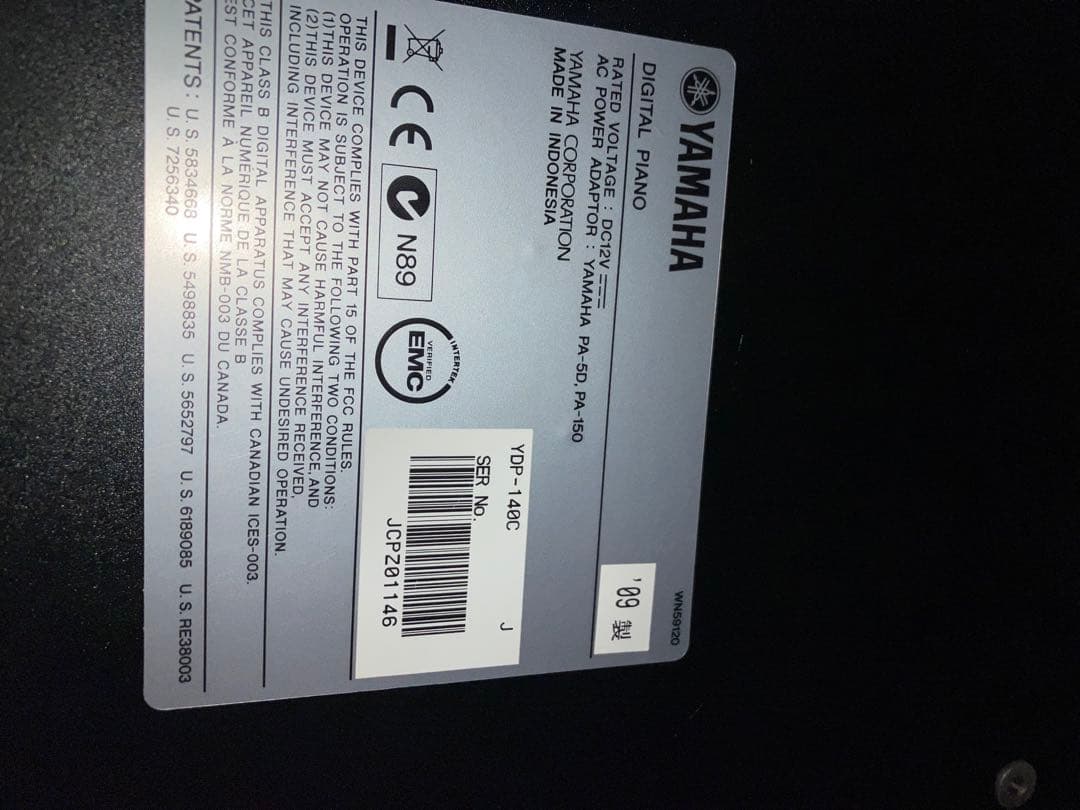 YAMAHA
WN59120
DIGITAL PIANO
RATED VOLTAGE : DC12V
AC POWER ADAPTOR : YAMAHA PA-5D, PA-150
'09 製
YAMAHA CORPORATION
MADE IN INDONESIA
YDP-140C J
SER No.
JCPZ01146
CE N89 INTERTEK VERIFIED EMC
THIS DEVICE COMPLIES WITH PART 15 OF THE FCC RULES.
OPERATION IS SUBJECT TO THE FOLLOWING TWO CONDITIONS:
(1)THIS DEVICE MAY NOT CAUSE HARMFUL INTERFERENCE, AND
(2)THIS DEVICE MUST ACCEPT ANY INTERFERENCE RECEIVED,
INCLUDING INTERFERENCE THAT MAY CAUSE UNDESIRED OPERATION.
THIS CLASS B DIGITAL APPARATUS COMPLIES WITH CANADIAN ICES-003.
CET APPAREIL NUMÉRIQUE DE LA CLASSE B
EST CONFORME À LA NORME NMB-003 DU CANADA.
PATENTS : U. S. 5834668 U. S. 5498835 U. S. 5652797 U. S. 6189085 U. S. RE38003
U. S. 7256340